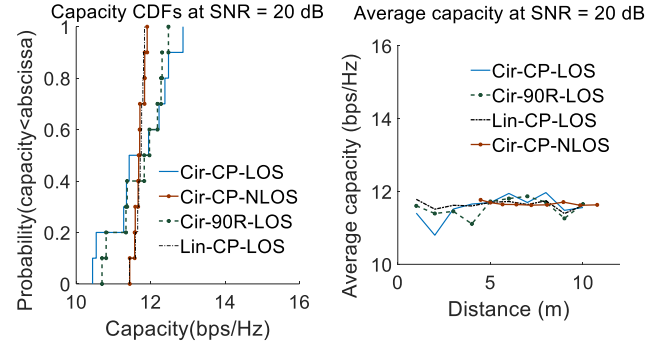 Capacity CDFs at SNR = 20 dB
Probability(capacity<abscissa)
1
0.8
0.6
0.4
0.2
0
10
12
14
16
Capacity(bps/Hz)
Cir-CP-LOS
Cir-CP-NLOS
Cir-90R-LOS
Lin-CP-LOS
Average capacity at SNR = 20 dB
Average capacity (bps/Hz)
16
14
12
10
0
5
10
Distance (m)
Cir-CP-LOS
Cir-90R-LOS
Lin-CP-LOS
Cir-CP-NLOS